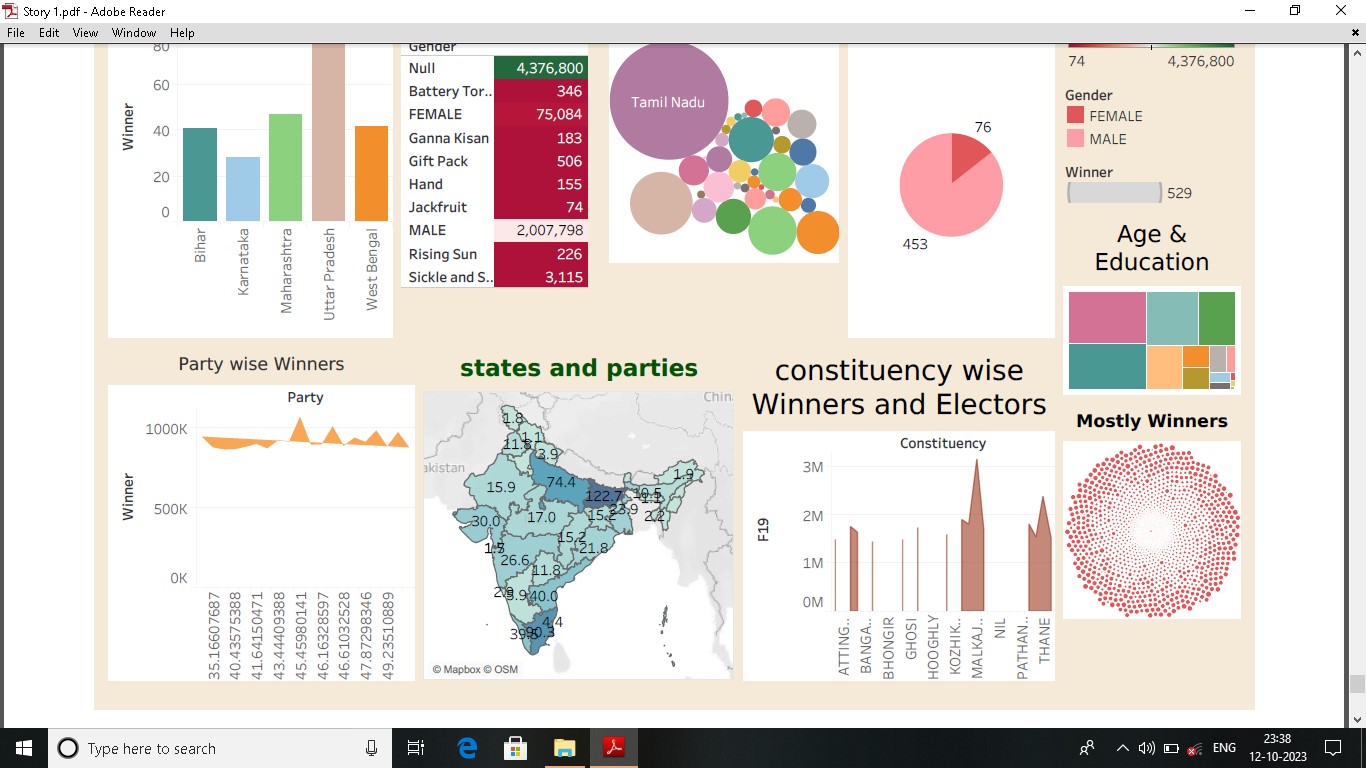 Story 1.pdf - Adobe Reader
File Edit View Window Help
80
60
40
20
0
Winner
Bihar
Karnataka
Maharashtra
Uttar Pradesh
West Bengal
Gender
Null 4,376,800
Battery Tor.. 346
FEMALE 75,084
Ganna Kisan 183
Gift Pack 506
Hand 155
Jackfruit 74
MALE 2,007,798
Rising Sun 226
Sickle and S.. 3,115
Tamil Nadu
76
453
74 4,376,800
Gender
FEMALE
MALE
Winner
529
Age &
Education
Party wise Winners
Party
1000K
500K
0K
Winner
35.16607687
40.43575388
41.64150471
43.44409388
45.45980141
46.16328597
46.61032528
47.87298346
49.23510889
states and parties
China
akistan
1.8
1.1
11.8
3.9
15.9
74.4
122.7
10.5
1.1
1.9
30.0
17.0
15.2
23.9
2.2
1.5
15.2
21.8
26.6
11.8
5.9
40.0
4.4
90.3
© Mapbox © OSM
constituency wise
Winners and Electors
Constituency
3M
2M
1M
0M
F19
ATTING..
BANGA..
BHONGIR
GHOSI
HOOGHLY
KOZHIK..
MALKAJ..
NIL
PATHAN..
THANE
Mostly Winners
Type here to search
ENG
23:38
12-10-2023